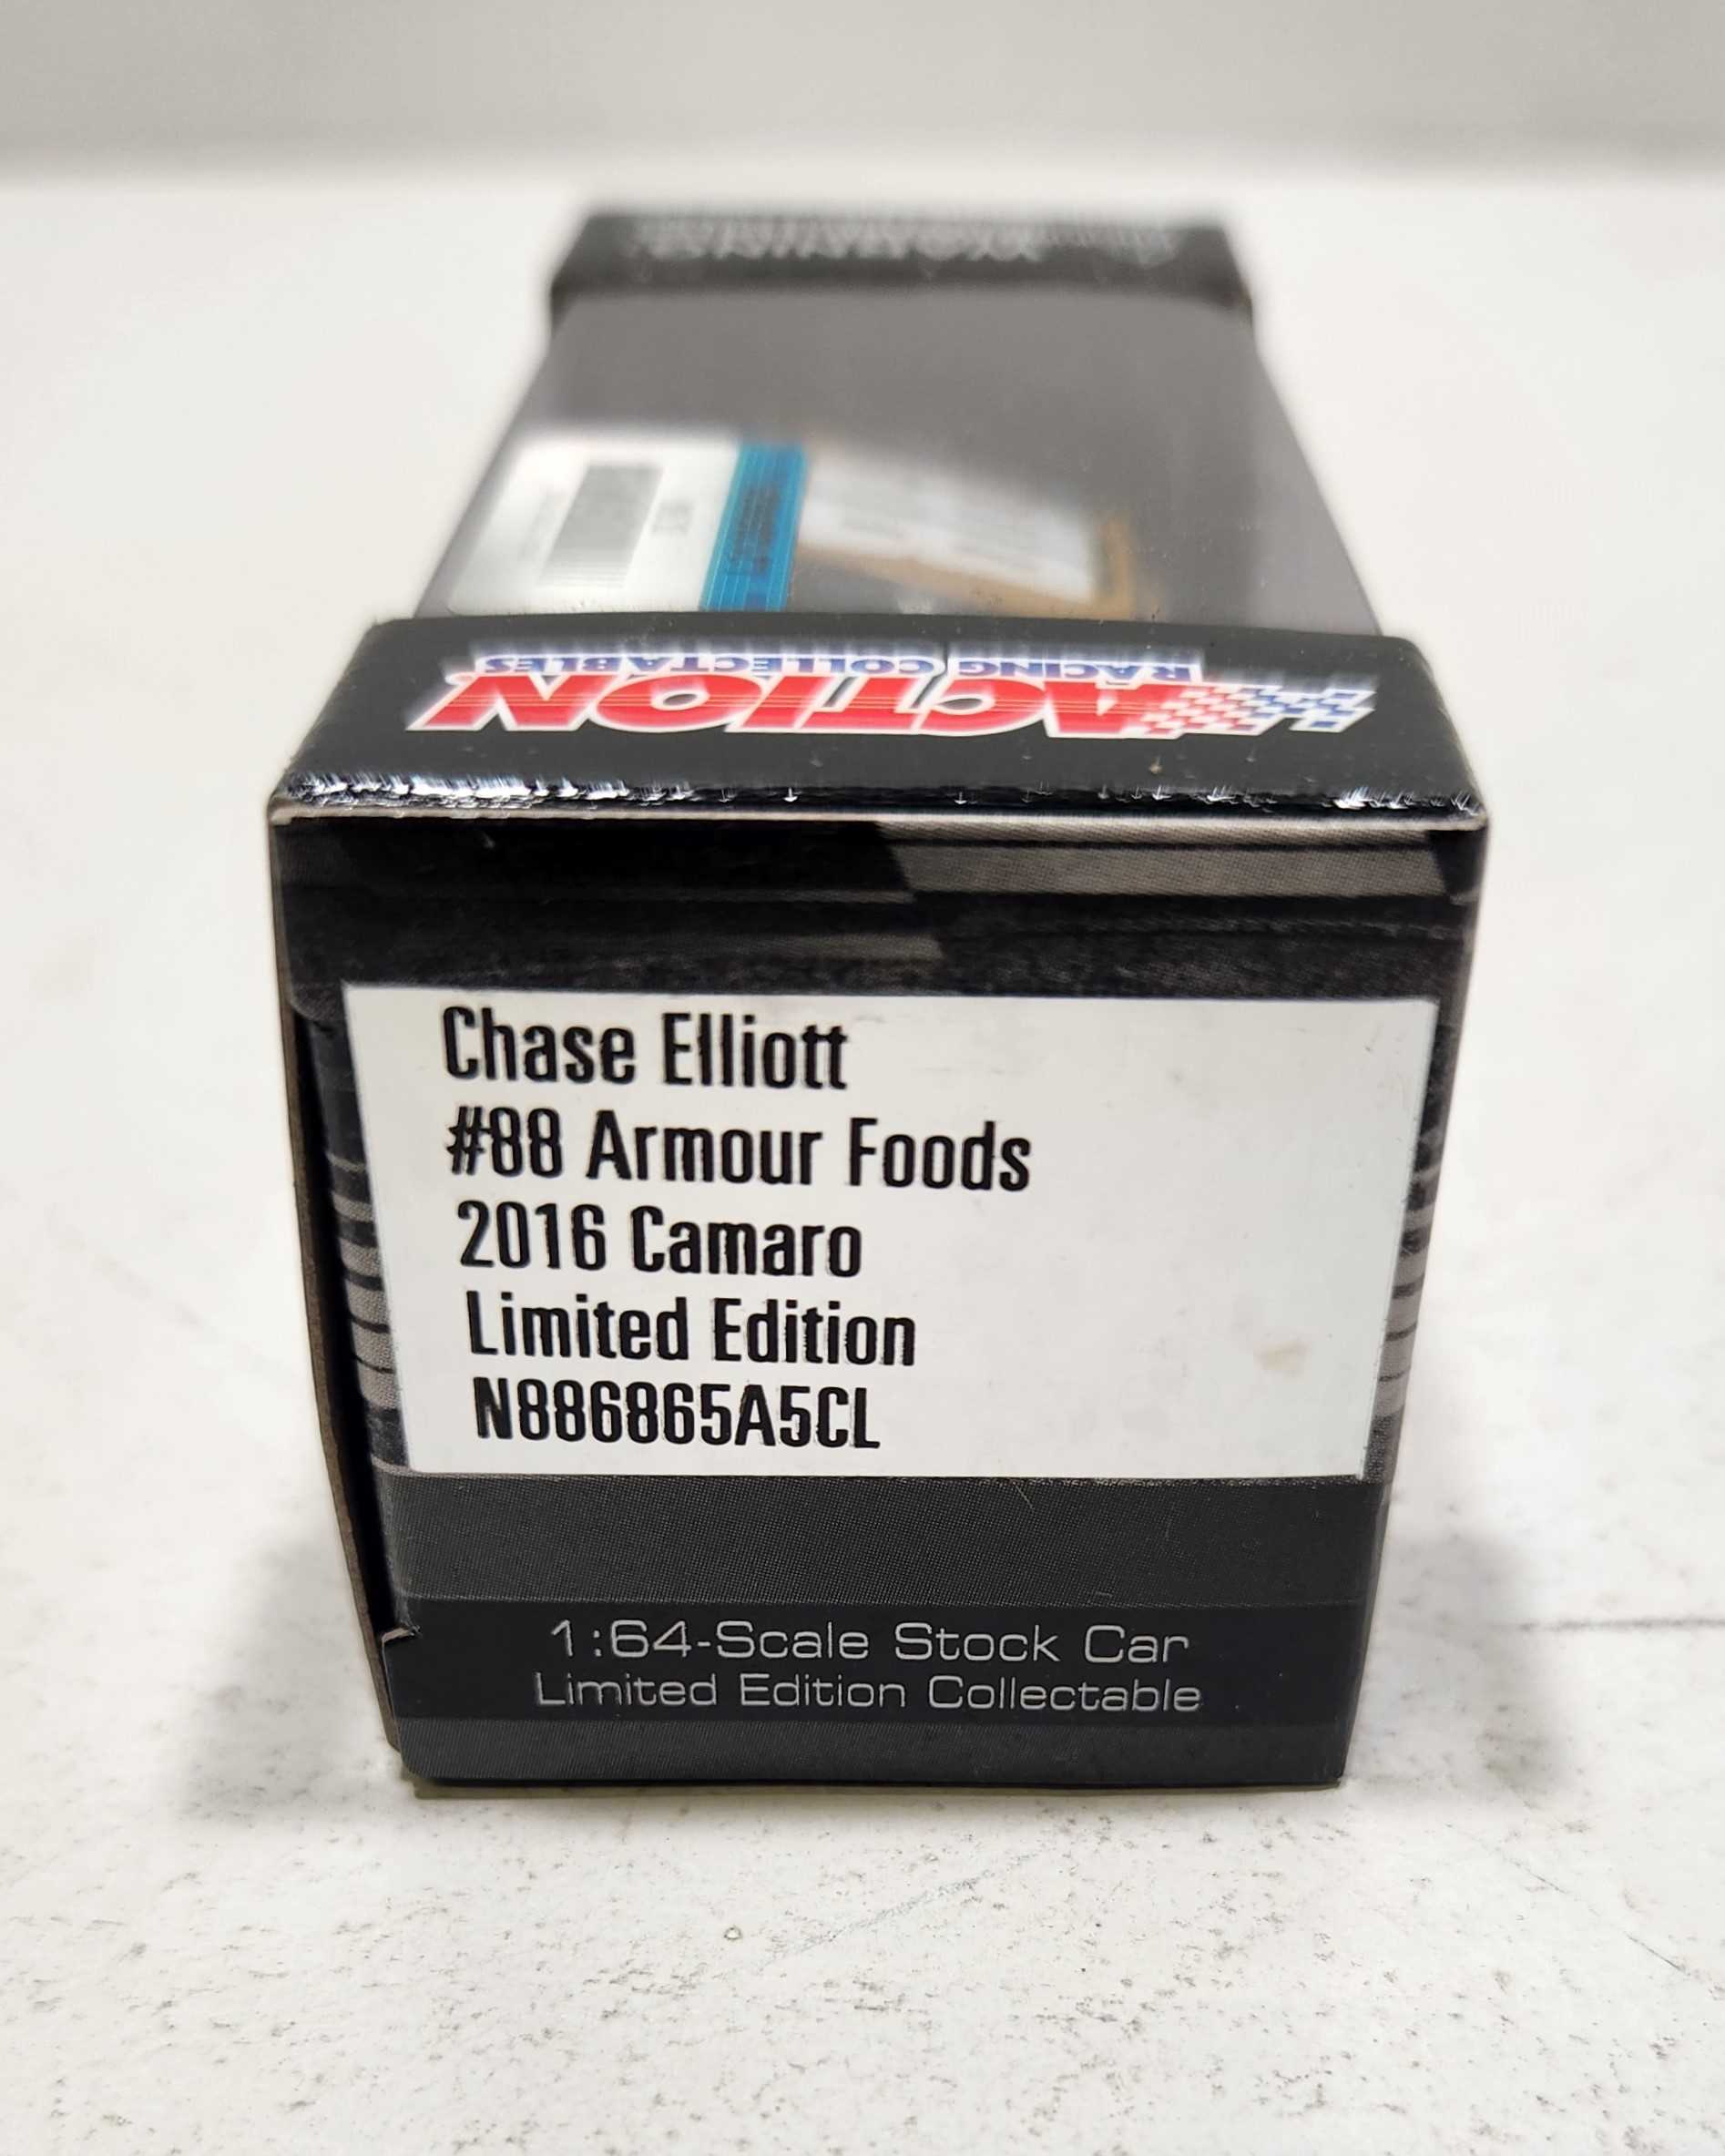 WARNING:
ACTION
RACING COLLECTABLES
Chase Elliott
#88 Armour Foods
2016 Camaro
Limited Edition
N886865A5CL
1:64-Scale Stock Car
Limited Edition Collectable